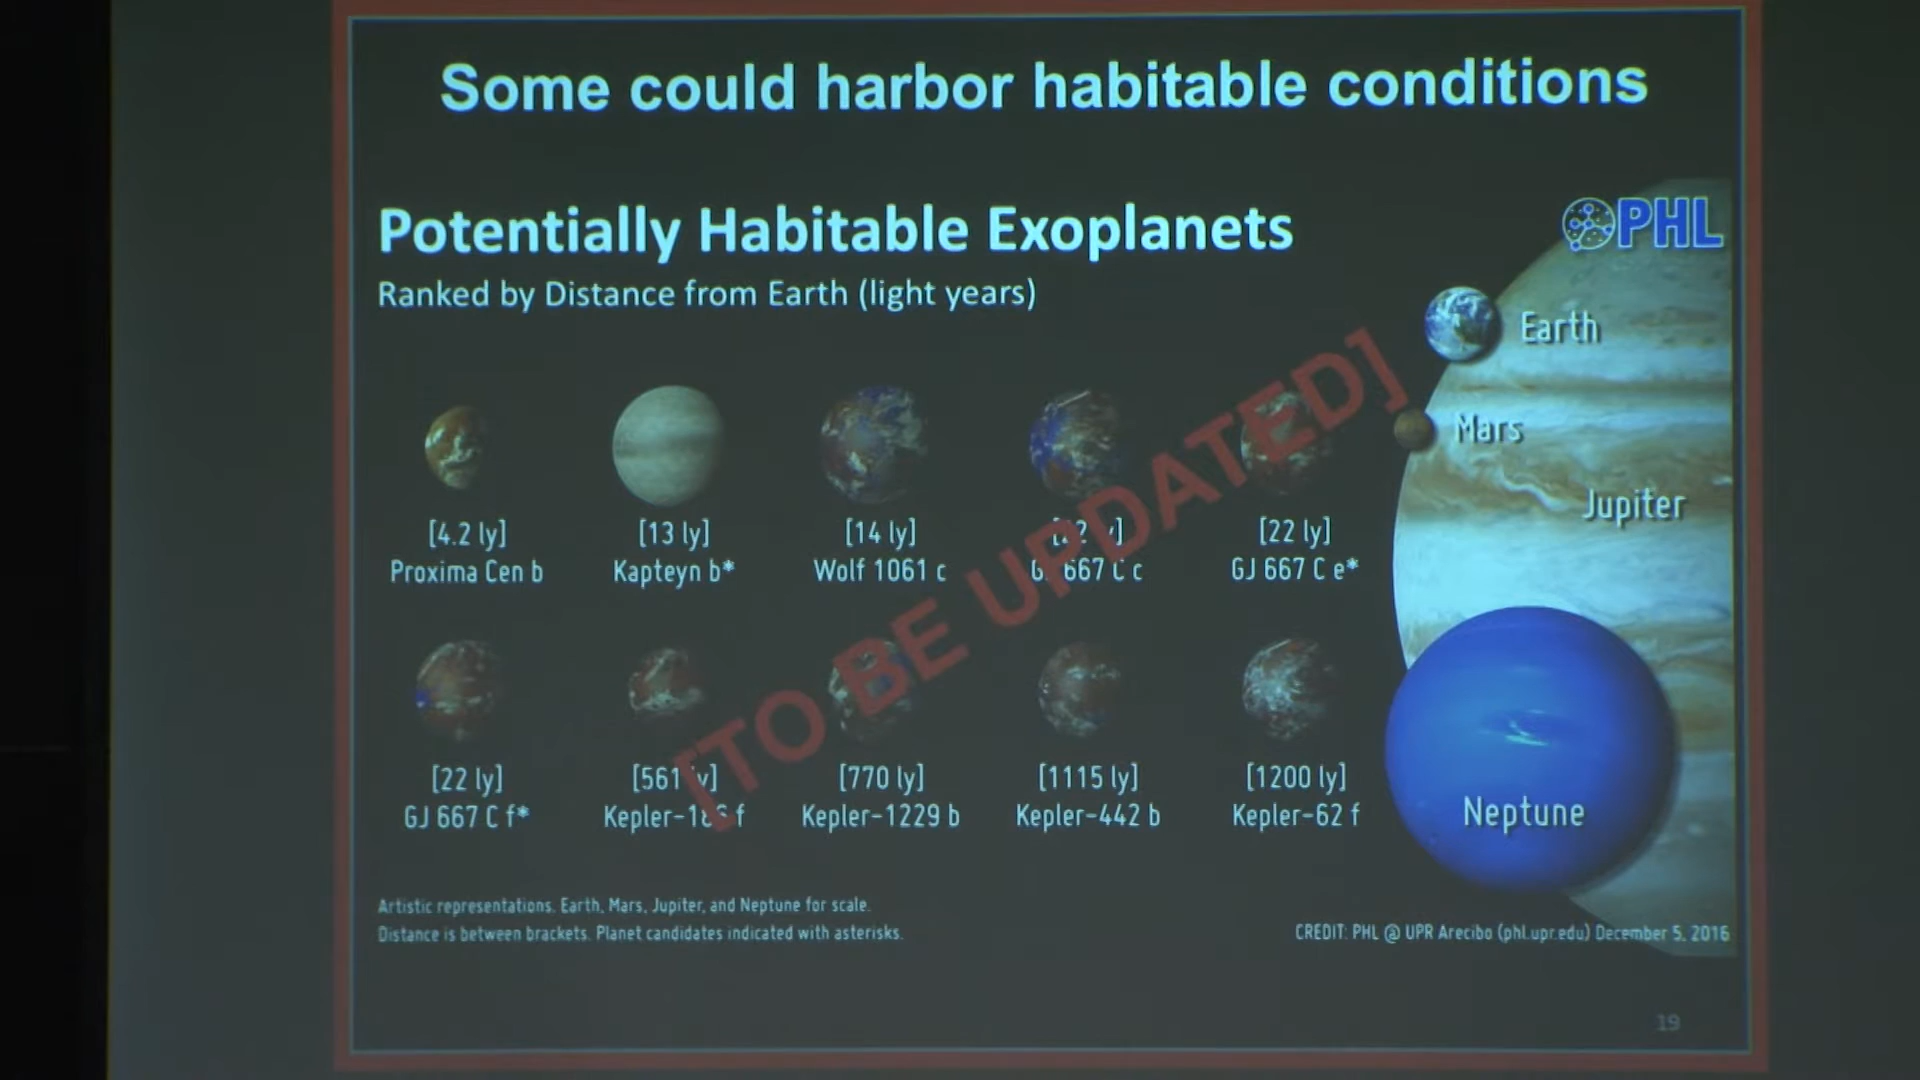 Some could harbor habitable conditions
Potentially Habitable Exoplanets
PHL
Ranked by Distance from Earth (light years)
Earth
Mars
Jupiter
[4.2 ly] [13 ly] [14 ly] [22 ly]
Proxima Cen b Kapteyn b* Wolf 1061 c GJ 667 C c GJ 667 C e*
[TO BE UPDATED]
[22 ly] [561 ly] [770 ly] [1115 ly] [1200 ly]
GJ 667 C f* Kepler-186 f Kepler-1229 b Kepler-442 b Kepler-62 f
Neptune
Artistic representations. Earth, Mars, Jupiter, and Neptune for scale.
Distance is between brackets. Planet candidates indicated with asterisks.
CREDIT: PHL @ UPR Arecibo (phl.upr.edu) December 5, 2016
19